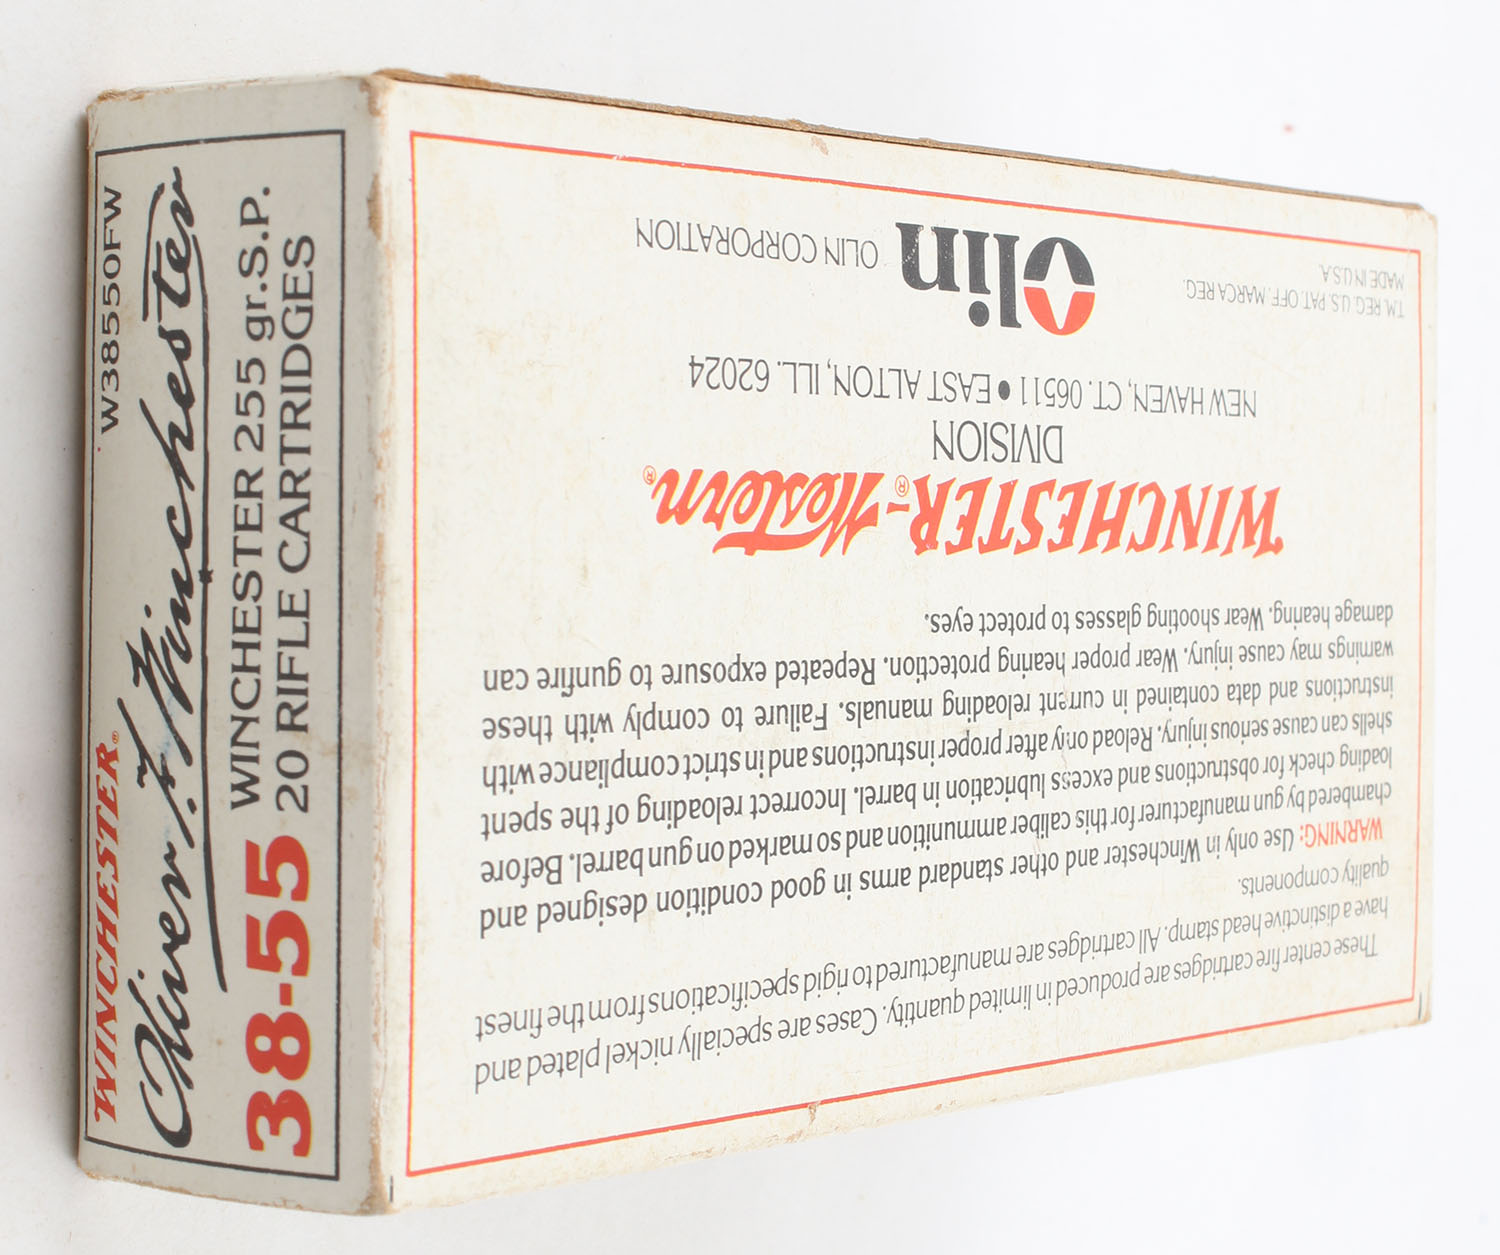 WINCHESTER®
W38550FW
Oliver F. Winchester
38-55 WINCHESTER 255 gr.S.P.
20 RIFLE CARTRIDGES
These center fire cartridges are produced in limited quantity. Cases are specially nickel plated and
have a distinctive head stamp. All cartridges are manufactured to rigid specifications from the finest
quality components.
WARNING: Use only in Winchester and other standard arms in good condition designed and
chambered by gun manufacturer for this caliber ammunition and so marked on gun barrel. Before
loading check for obstructions and excess lubrication in barrel. Incorrect reloading of the spent
shells can cause serious injury. Reload after only proper instructions and in strict compliance with
instructions and data contained in current reloading manuals. Failure to comply with these
warnings may cause injury. Wear proper hearing protection. Repeated exposure to gunfire can
damage hearing. Wear shooting glasses to protect eyes.
WINCHESTER®-Western®
DIVISION
NEW HAVEN, CT. 06511 • EAST ALTON, ILL. 62024
Olin OLIN CORPORATION
T.M. REG. U.S. PAT. OFF. MARCA REG.
MADE IN U.S.A.